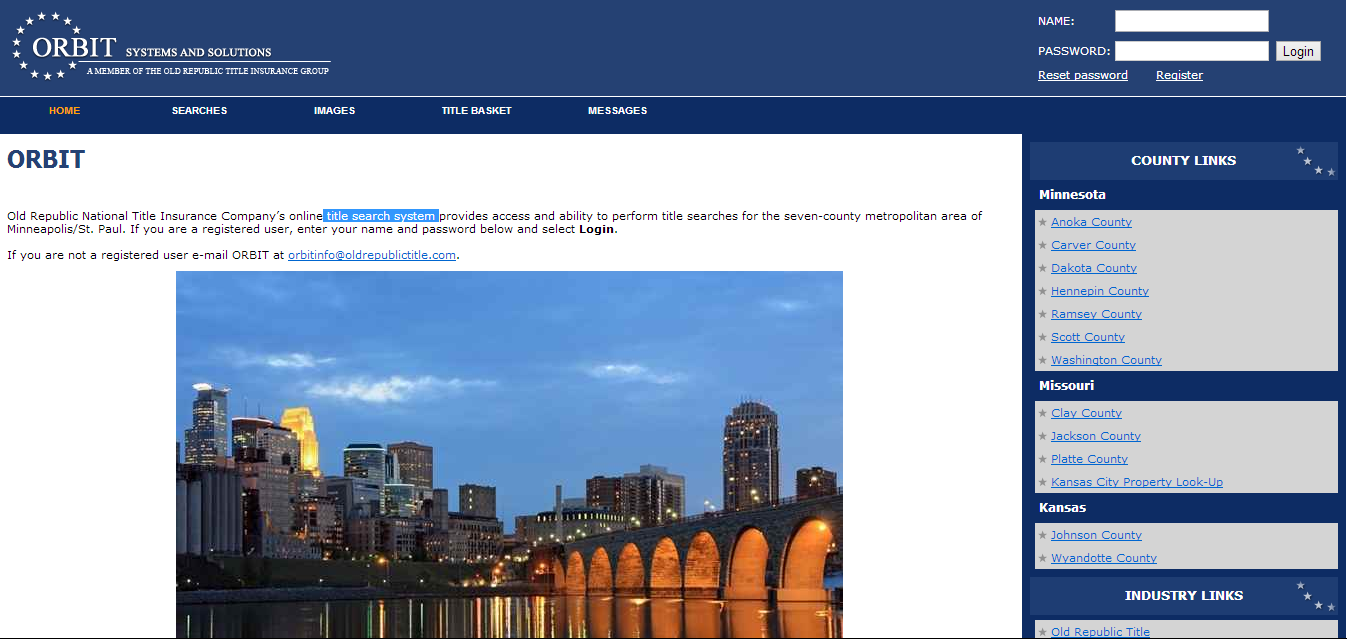 ORBIT SYSTEMS AND SOLUTIONS
A MEMBER OF THE OLD REPUBLIC TITLE INSURANCE GROUP
NAME:
PASSWORD:
Login
Reset password
Register
HOME
SEARCHES
IMAGES
TITLE BASKET
MESSAGES
ORBIT
Old Republic National Title Insurance Company's online title search system provides access and ability to perform title searches for the seven-county metropolitan area of
Minneapolis/St. Paul. If you are a registered user, enter your name and password below and select Login.
If you are not a registered user e-mail ORBIT at orbitinfo@oldrepublictitle.com.
COUNTY LINKS
Minnesota
Anoka County
Carver County
Dakota County
Hennepin County
Ramsey County
Scott County
Washington County
Missouri
Clay County
Jackson County
Platte County
Kansas City Property Look-Up
Kansas
Johnson County
Wyandotte County
INDUSTRY LINKS
Old Republic Title